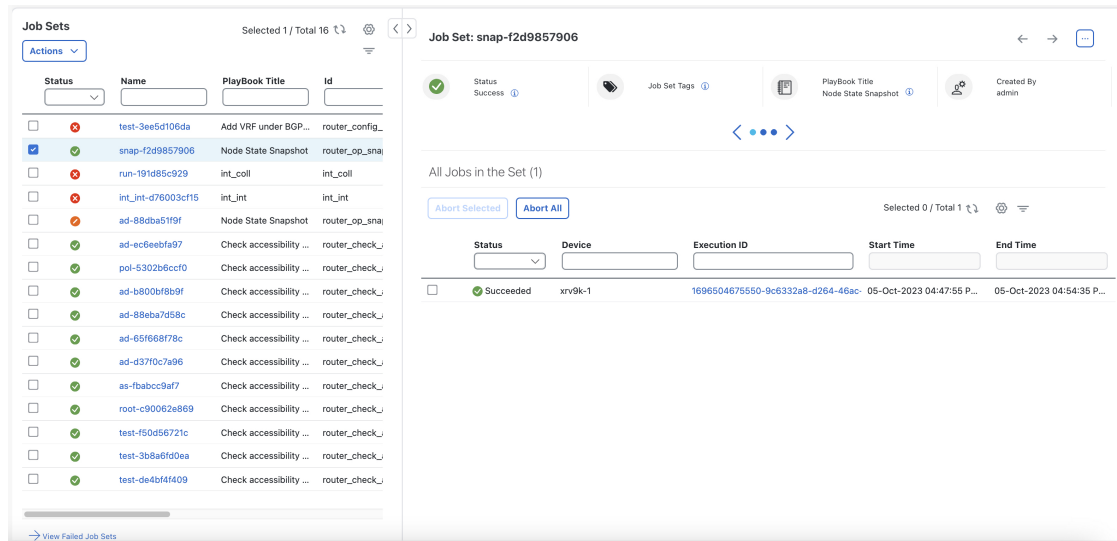 Job Sets
Selected 1 / Total 16
Actions
Status Name PlayBook Title Id
test-3ee5d106da Add VRF under BGP... router_config_
snap-f2d9857906 Node State Snapshot router_op_sna
run-191d85c929 int_coll int_coll
int_int-d76003cf15 int_int int_int
ad-88dba51f9f Node State Snapshot router_op_sna
ad-ec6eebfa97 Check accessibility ... router_check_
pol-5302b6ccf0 Check accessibility ... router_check_
ad-b800bf8b9f Check accessibility ... router_check_
ad-88eba7d58c Check accessibility ... router_check_
ad-65f668f78c Check accessibility ... router_check_
ad-d37f0c7a96 Check accessibility ... router_check_
as-fbabcc9af7 Check accessibility ... router_check_
root-c90062e869 Check accessibility ... router_check_
test-f50d56721c Check accessibility ... router_check_
test-3b8a6fd0ea Check accessibility ... router_check_
test-de4bf4f409 Check accessibility ... router_check_
View Failed Job Sets
Job Set: snap-f2d9857906
Status
Success
Job Set Tags
PlayBook Title
Node State Snapshot
Created By
admin
All Jobs in the Set (1)
Abort Selected Abort All
Selected 0 / Total 1
Status Device Execution ID Start Time End Time
Succeeded xrv9k-1 1696504675550-9c6332a8-d264-46ac- 05-Oct-2023 04:47:55 P... 05-Oct-2023 04:54:35 P...